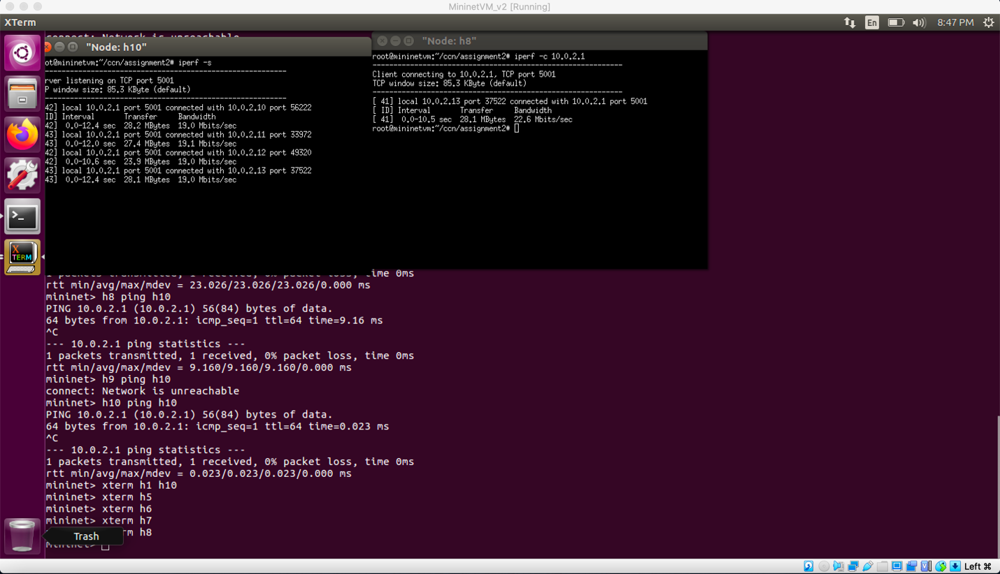 MininetVM_v2 [Running]
XTerm
En
8:47 PM
connect: Network is unreachable
"Node: h10"
ot@mininetvm:~/ccn/assignment2# iperf -s
------------------------------------------------------------
rver listening on TCP port 5001
P window size: 85.3 KByte (default)
------------------------------------------------------------
42] local 10.0.2.1 port 5001 connected with 10.0.2.10 port 56222
ID] Interval Transfer Bandwidth
42] 0.0-12.4 sec 28.2 MBytes 19.0 Mbits/sec
43] local 10.0.2.1 port 5001 connected with 10.0.2.11 port 33972
43] 0.0-12.0 sec 27.4 MBytes 19.1 Mbits/sec
42] local 10.0.2.1 port 5001 connected with 10.0.2.12 port 49320
42] 0.0-10.6 sec 23.9 MBytes 19.0 Mbits/sec
43] local 10.0.2.1 port 5001 connected with 10.0.2.13 port 37522
43] 0.0-12.4 sec 28.1 MBytes 19.0 Mbits/sec
"Node: h8"
root@mininetvm:~/ccn/assignment2# iperf -c 10.0.2.1
------------------------------------------------------------
Client connecting to 10.0.2.1, TCP port 5001
TCP window size: 85.3 KByte (default)
------------------------------------------------------------
[ 41] local 10.0.2.13 port 37522 connected with 10.0.2.1 port 5001
[ ID] Interval Transfer Bandwidth
[ 41] 0.0-10.5 sec 28.1 MBytes 22.6 Mbits/sec
root@mininetvm:~/ccn/assignment2#
X TERM
1 packets transmitted, 1 received, 0% packet loss, time 0ms
rtt min/avg/max/mdev = 23.026/23.026/23.026/0.000 ms
mininet> h8 ping h10
PING 10.0.2.1 (10.0.2.1) 56(84) bytes of data.
64 bytes from 10.0.2.1: icmp_seq=1 ttl=64 time=9.16 ms
^C
--- 10.0.2.1 ping statistics ---
1 packets transmitted, 1 received, 0% packet loss, time 0ms
rtt min/avg/max/mdev = 9.160/9.160/9.160/0.000 ms
mininet> h9 ping h10
connect: Network is unreachable
mininet> h10 ping h10
PING 10.0.2.1 (10.0.2.1) 56(84) bytes of data.
64 bytes from 10.0.2.1: icmp_seq=1 ttl=64 time=0.023 ms
^C
--- 10.0.2.1 ping statistics ---
1 packets transmitted, 1 received, 0% packet loss, time 0ms
rtt min/avg/max/mdev = 0.023/0.023/0.023/0.000 ms
mininet> xterm h1 h10
mininet> xterm h5
mininet> xterm h6
mininet> xterm h7
rm h8
Trash
mininet>
Left ⌘